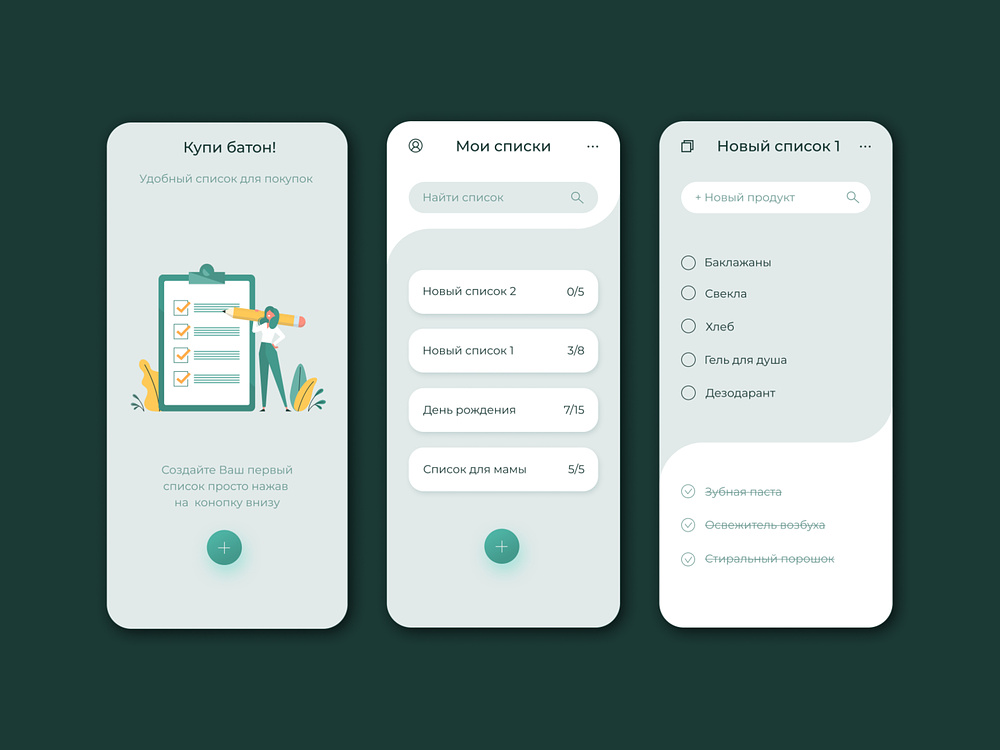 Купи батон!
Удобный список для покупок
Создайте Ваш первый
список просто нажав
на конопку внизу
Мои списки
Найти список
Новый список 2 0/5
Новый список 1 3/8
День рождения 7/15
Список для мамы 5/5
Новый список 1
+ Новый продукт
Баклажаны
Свекла
Хлеб
Гель для душа
Дезодарант
Зубная паста
Освежитель возбуха
Стиральный порошок